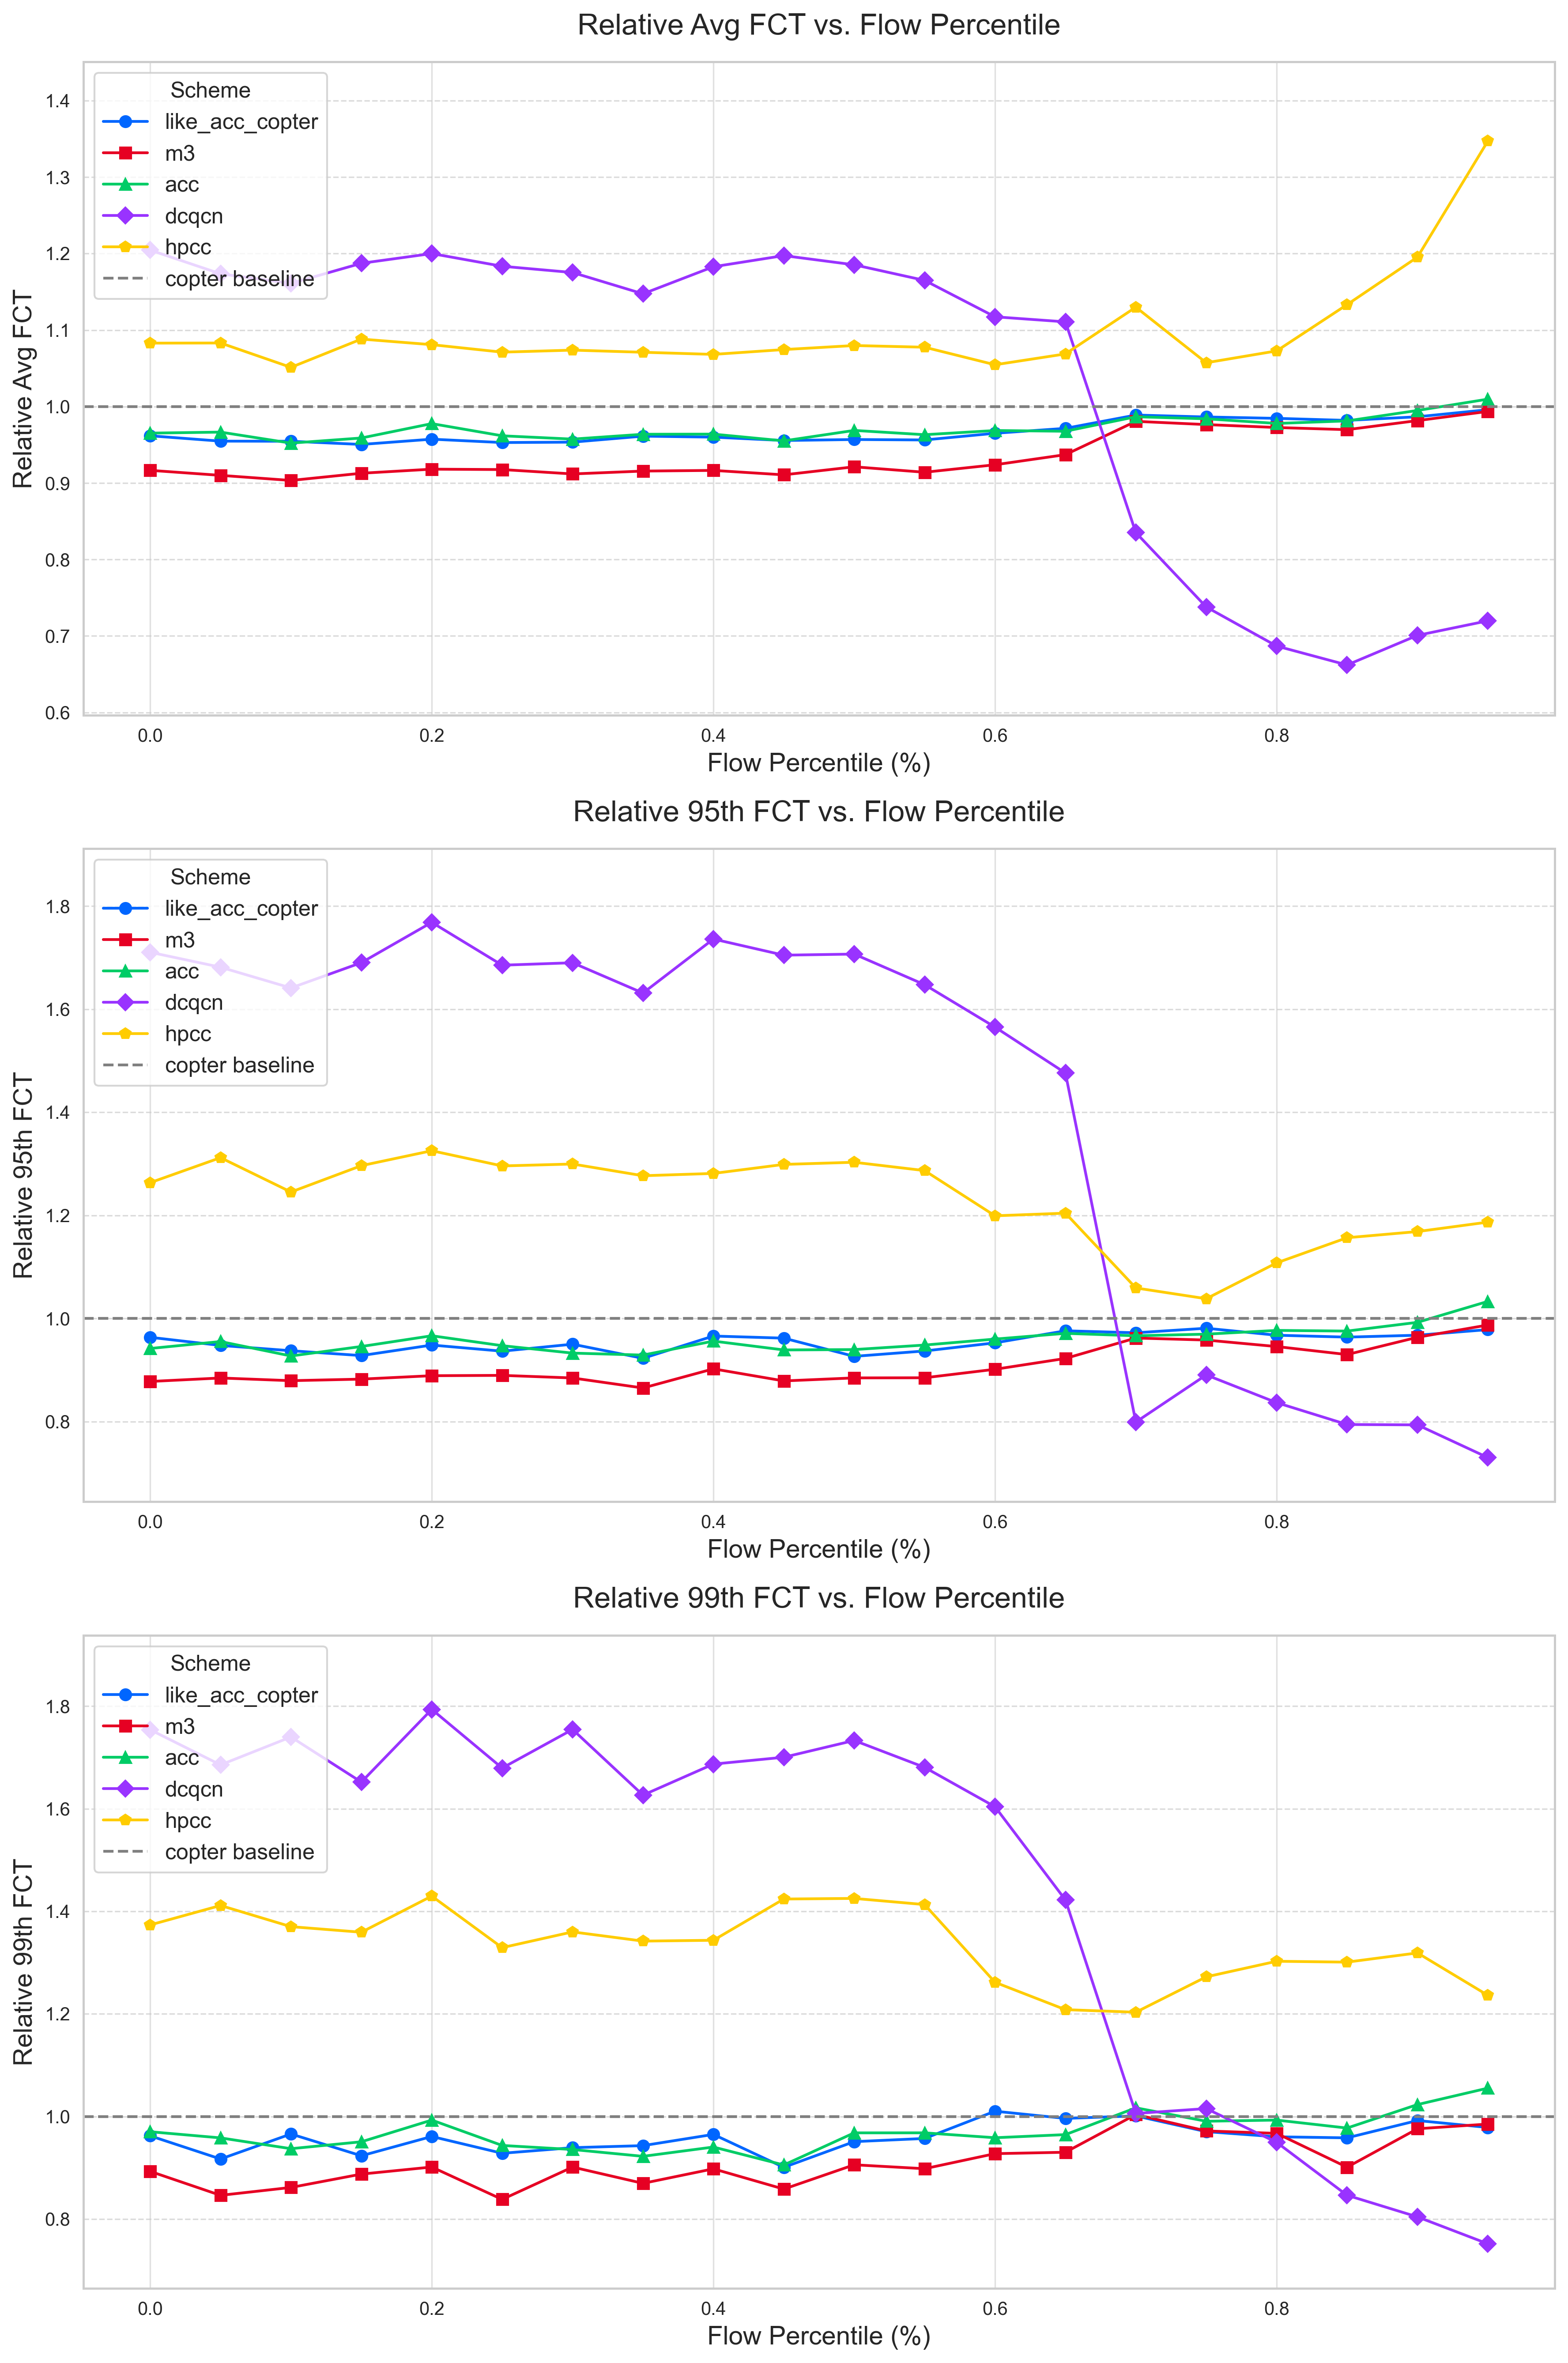 Relative Avg FCT vs. Flow Percentile
Scheme
like_acc_copter
m3
acc
dcqcn
hpcc
copter baseline
1.4
1.3
1.2
1.1
1.0
0.9
0.8
0.7
0.6
Relative Avg FCT
0.0 0.2 0.4 0.6 0.8
Flow Percentile (%)
Relative 95th FCT vs. Flow Percentile
Scheme
like_acc_copter
m3
acc
dcqcn
hpcc
copter baseline
1.8
1.6
1.4
1.2
1.0
0.8
Relative 95th FCT
0.0 0.2 0.4 0.6 0.8
Flow Percentile (%)
Relative 99th FCT vs. Flow Percentile
Scheme
like_acc_copter
m3
acc
dcqcn
hpcc
copter baseline
1.8
1.6
1.4
1.2
1.0
0.8
Relative 99th FCT
0.0 0.2 0.4 0.6 0.8
Flow Percentile (%)